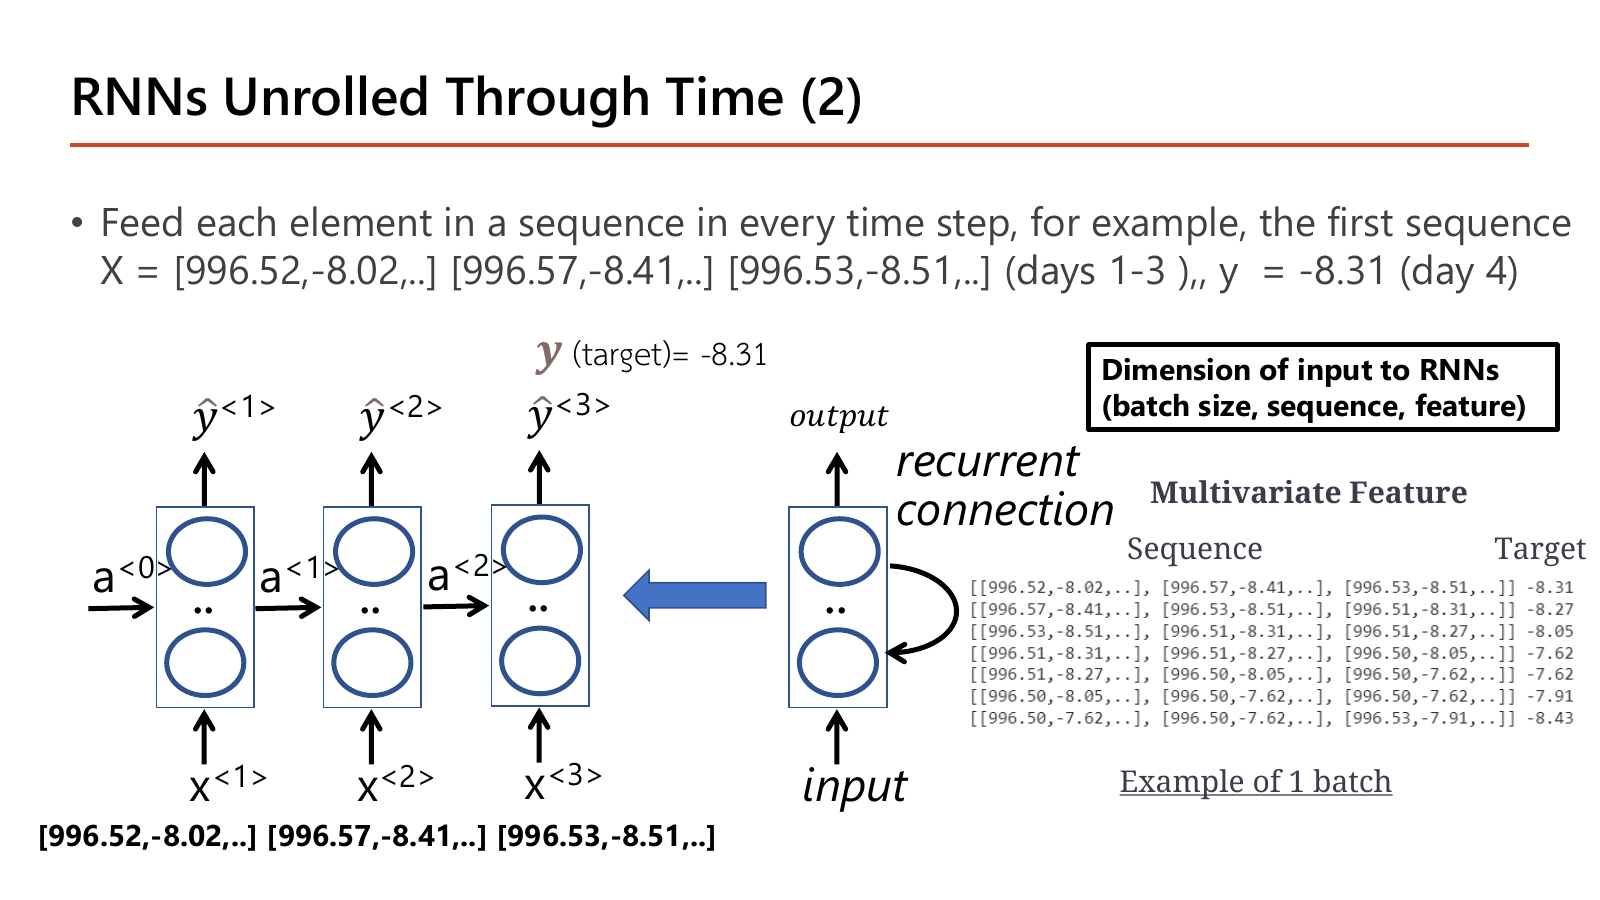 RNNs Unrolled Through Time (2)
• Feed each element in a sequence in every time step, for example, the first sequence
X = [996.52,-8.02,..] [996.57,-8.41,..] [996.53,-8.51,..] (days 1-3 ),, y = -8.31 (day 4)
y (target)= -8.31
ŷ<1> ŷ<2> ŷ<3>
a<0> a<1> a<2>
.. .. ..
x<1> x<2> x<3>
[996.52,-8.02,..] [996.57,-8.41,..] [996.53,-8.51,..]
output
recurrent
connection
..
input
Dimension of input to RNNs
(batch size, sequence, feature)
Multivariate Feature
Sequence Target
[[996.52,-8.02,..], [996.57,-8.41,..], [996.53,-8.51,..]] -8.31
[[996.57,-8.41,..], [996.53,-8.51,..], [996.51,-8.31,..]] -8.27
[[996.53,-8.51,..], [996.51,-8.31,..], [996.51,-8.27,..]] -8.05
[[996.51,-8.31,..], [996.51,-8.27,..], [996.50,-8.05,..]] -7.62
[[996.51,-8.27,..], [996.50,-8.05,..], [996.50,-7.62,..]] -7.62
[[996.50,-8.05,..], [996.50,-7.62,..], [996.50,-7.62,..]] -7.91
[[996.50,-7.62,..], [996.50,-7.62,..], [996.53,-7.91,..]] -8.43
Example of 1 batch